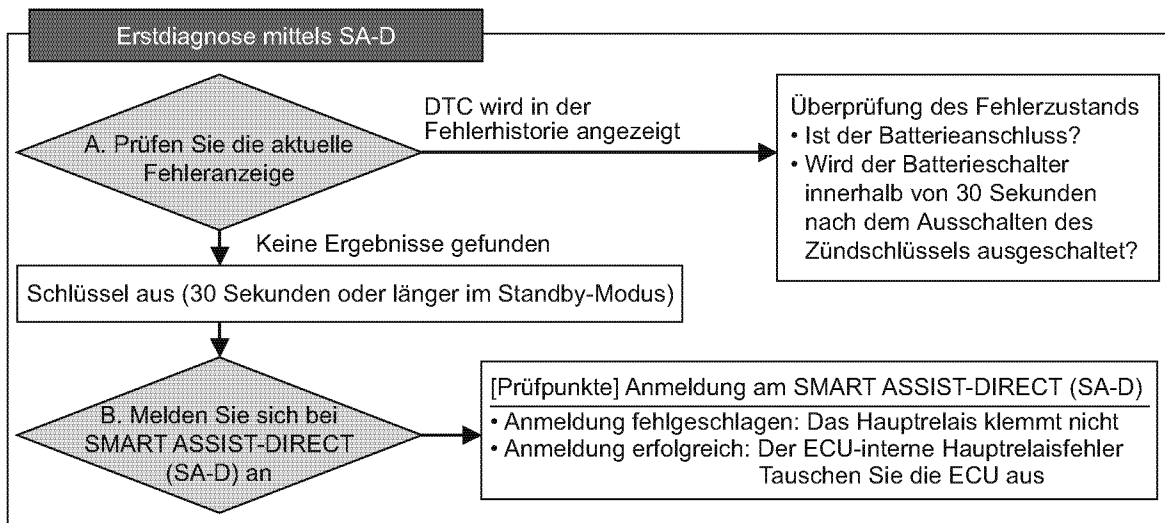 Erstdiagnose mittels SA-D
A. Prüfen Sie die aktuelle
Fehleranzeige
DTC wird in der
Fehlerhistorie angezeigt
Überprüfung des Fehlerzustands
• Ist der Batterieanschluss?
• Wird der Batterieschalter
innerhalb von 30 Sekunden
nach dem Ausschalten des
Zündschlüssels ausgeschaltet?
Keine Ergebnisse gefunden
Schlüssel aus (30 Sekunden oder länger im Standby-Modus)
B. Melden Sie sich bei
SMART ASSIST-DIRECT
(SA-D) an
[Prüfpunkte] Anmeldung am SMART ASSIST-DIRECT (SA-D)
• Anmeldung fehlgeschlagen: Das Hauptrelais klemmt nicht
• Anmeldung erfolgreich: Der ECU-interne Hauptrelaisfehler
Tauschen Sie die ECU aus